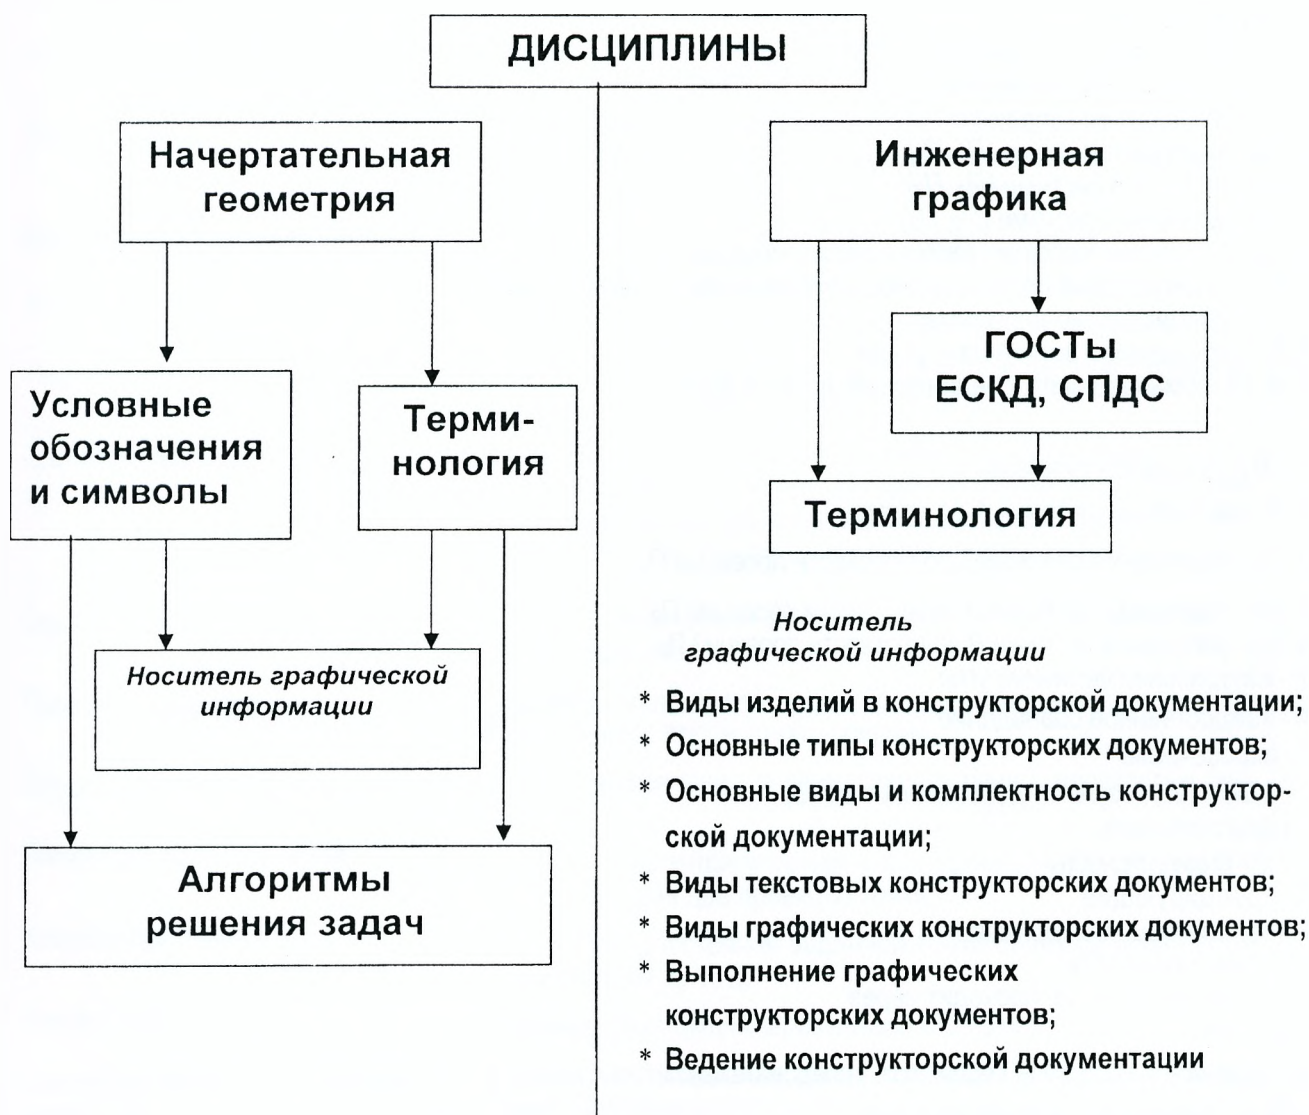 ДИСЦИПЛИНЫ
Начертательная
геометрия
Условные
обозначения
и символы
Терми-
нология
Носитель графической
информации
Алгоритмы
решения задач
Инженерная
графика
ГОСТы
ЕСКД, СПДС
Терминология
Носитель
графической информации
* Виды изделий в конструкторской документации;
* Основные типы конструкторских документов;
* Основные виды и комплектность конструктор-
ской документации;
* Виды текстовых конструкторских документов;
* Виды графических конструкторских документов;
* Выполнение графических
конструкторских документов;
* Ведение конструкторской документации